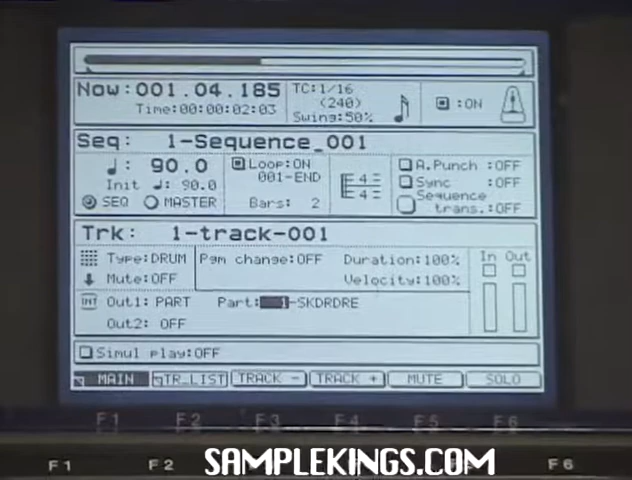 Now:001.04.185
Time:00:00:02:03
TC:1/16
(240)
Swing:50%
:ON
Seq: 1-Sequence_001
♩: 90.0
Init ♩: 90.0
SEQ MASTER
Loop:ON
001-END
Bars: 2
4
4
A.Punch :OFF
Sync :OFF
Sequence
trans.:OFF
Trk: 1-track-001
Type:DRUM
Pgm change:OFF
Duration:100%
Mute:OFF
Velocity:100%
In Out
INT Out1: PART
Part: 1-SKDRDRE
Out2: OFF
Simul play:OFF
MAIN TR_LIST TRACK - TRACK + MUTE SOLO
F1 F2 F3 F4 F5 F6
F1 F2 F6
SAMPLEKINGS.COM